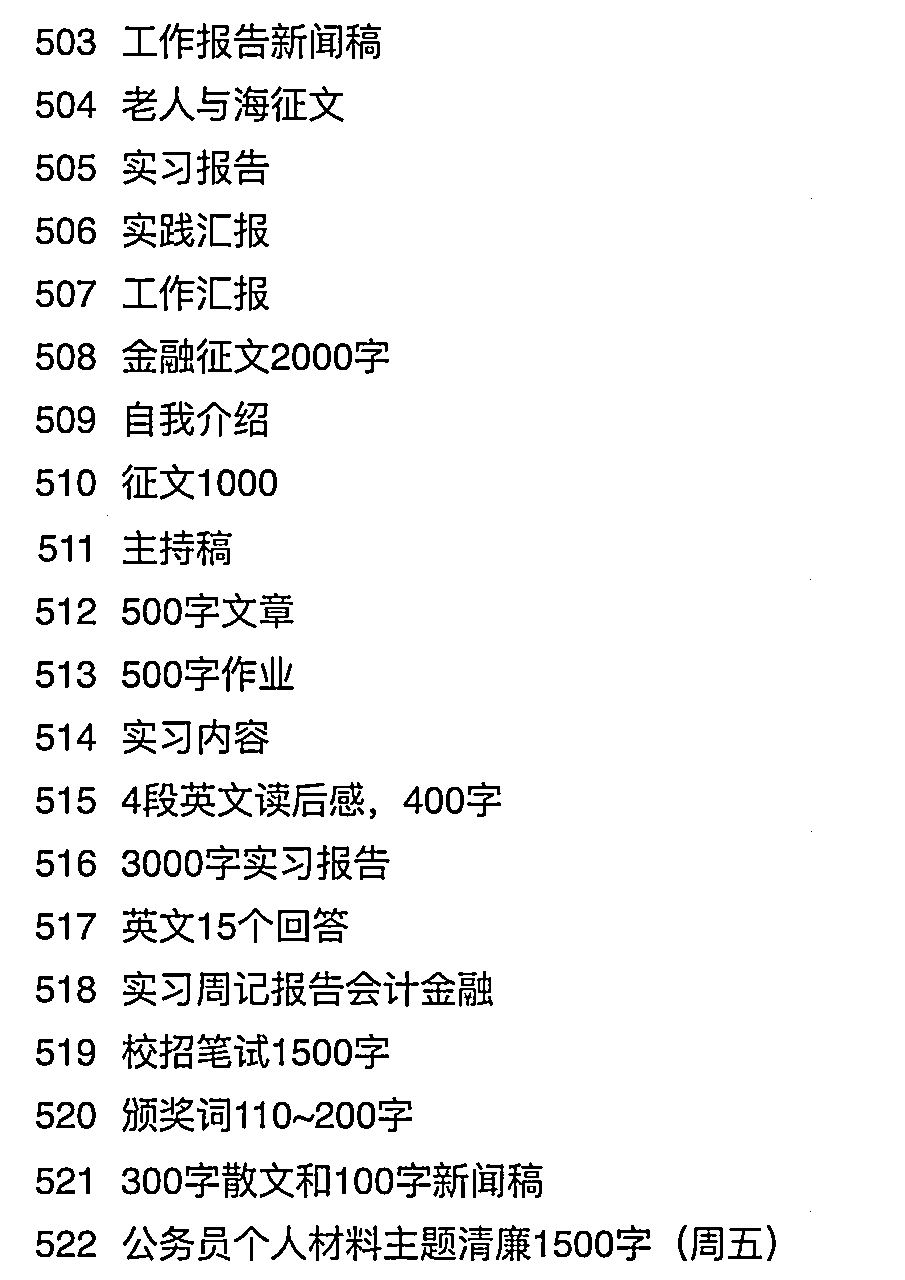 503 工作报告新闻稿
504 老人与海征文
505 实习报告
506 实践汇报
507 工作汇报
508 金融征文2000字
509 自我介绍
510 征文1000
511 主持稿
512 500字文章
513 500字作业
514 实习内容
515 4段英文读后感，400字
516 3000字实习报告
517 英文15个回答
518 实习周记报告会计金融
519 校招笔试1500字
520 颁奖词110~200字
521 300字散文和100字新闻稿
522 公务员个人材料主题清廉1500字（周五）